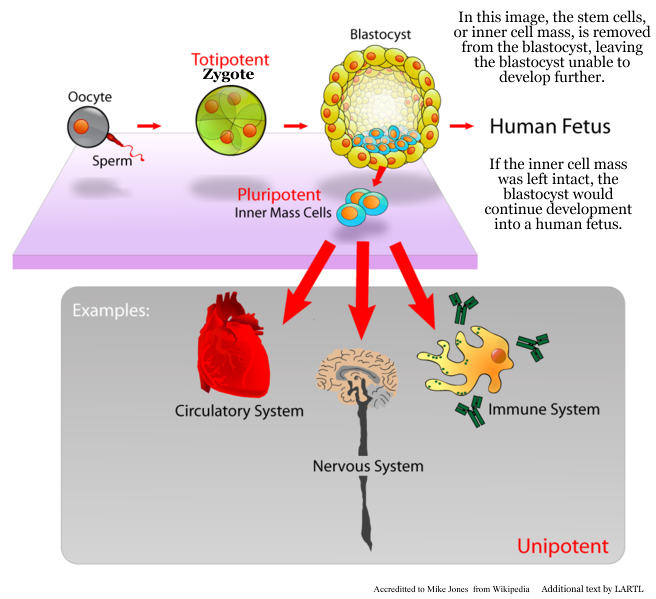 In this image, the stem cells,
or inner cell mass, is removed
from the blastocyst, leaving
the blastocyst unable to
develop further.
Blastocyst
Totipotent
Zygote
Oocyte
Sperm
Human Fetus
If the inner cell mass
was left intact, the
blastocyst would
continue development
into a human fetus.
Pluripotent
Inner Mass Cells
Examples:
Circulatory System
Immune System
Nervous System
Unipotent
Accreditted to Mike Jones from Wikipedia Additional text by LARTL